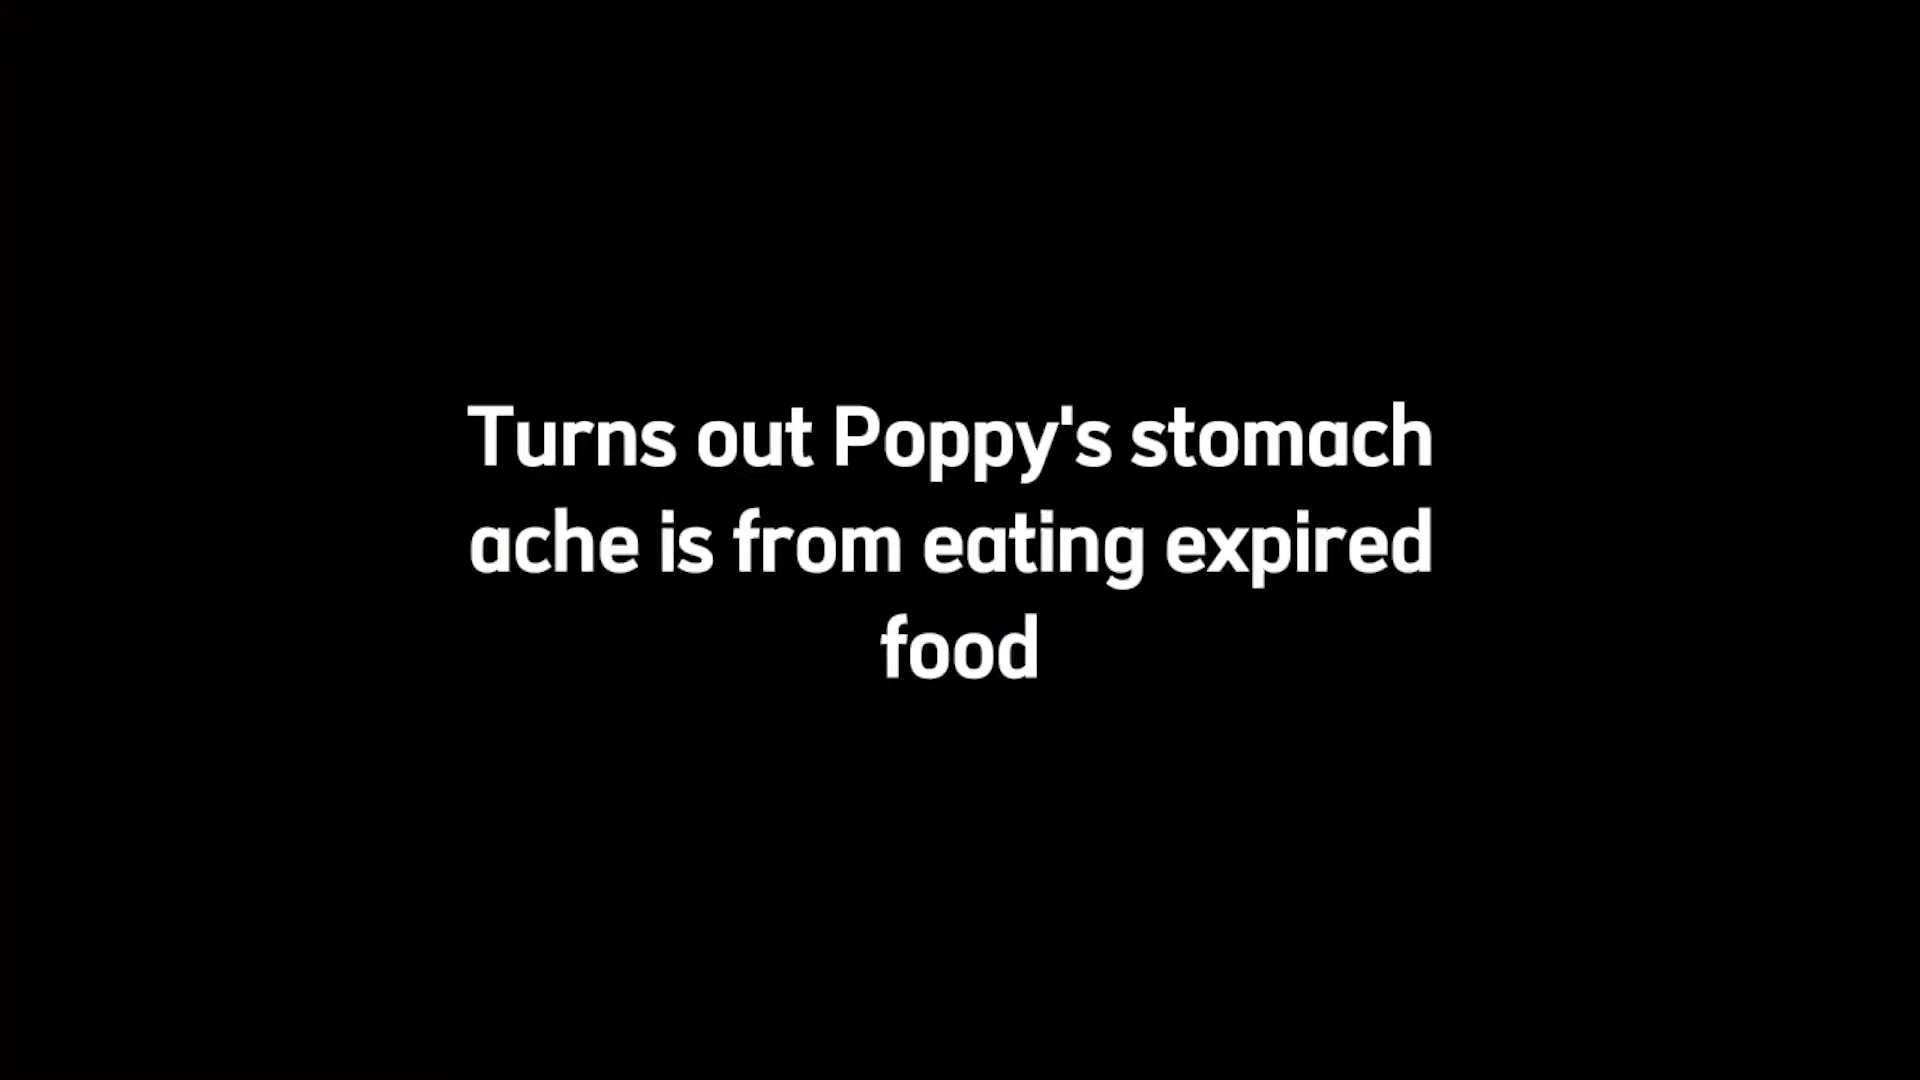 Turns out Poppy's stomach
ache is from eating expired
food